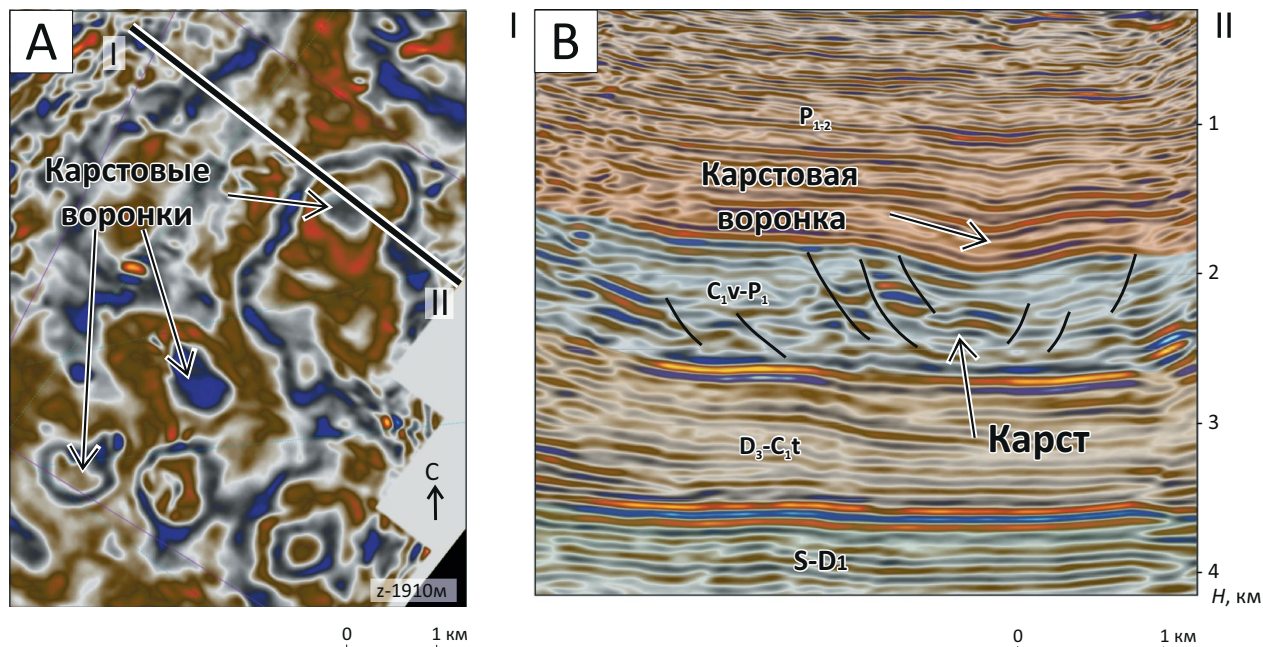 A
I
Карстовые
воронки
II
C
z-1910м
0 1 км
I
B
II
P₁₋₂
Карстовая
воронка
C₁v-P₁
D₃-C₁t
Карст
S-D1
1
2
3
4
H, км
0 1 км